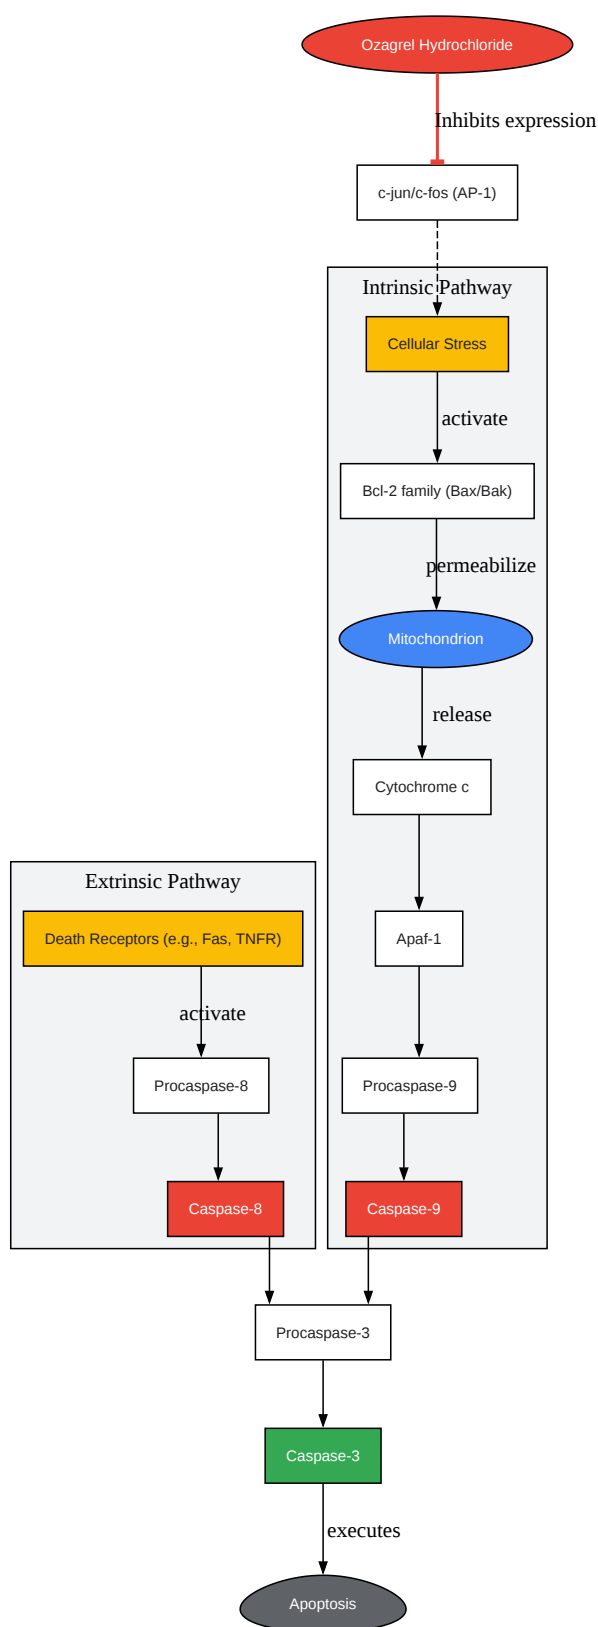 Ozagrel Hydrochloride
Inhibits expression
c-jun/c-fos (AP-1)
Intrinsic Pathway
Cellular Stress
activate
Bcl-2 family (Bax/Bak)
permeabilize
Mitochondrion
release
Cytochrome c
Extrinsic Pathway
Death Receptors (e.g., Fas, TNFR)
Apaf-1
activate
Procaspase-8
Procaspase-9
Caspase-8
Caspase-9
Procaspase-3
Caspase-3
executes
Apoptosis